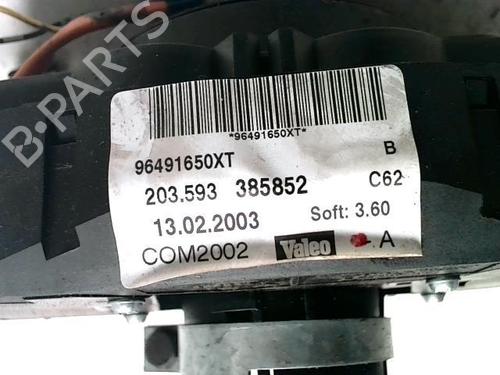 B-PARTS
*96491650XT*
96491650XT B
203.593 385852 C62
13.02.2003 Soft: 3.60
COM2002 Valeo -A